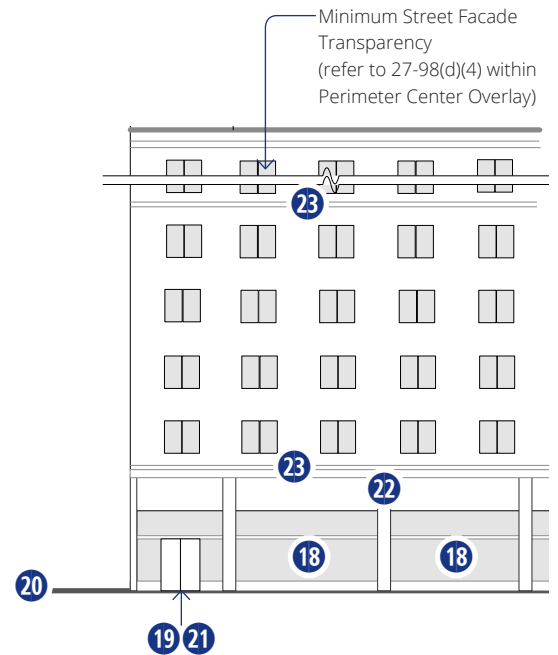 Minimum Street Facade
Transparency
(refer to 27-98(d)(4) within
Perimeter Center Overlay)
23
23
22
18 18
20
19 21